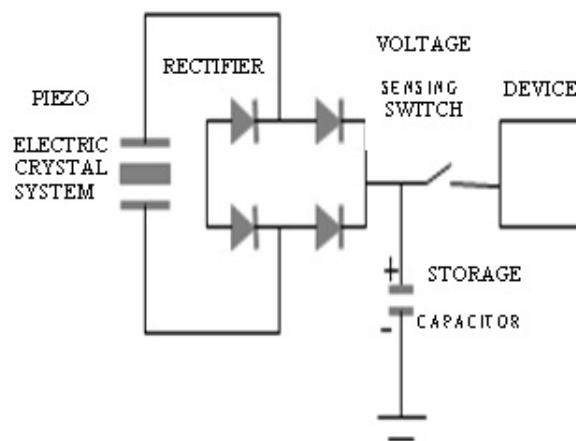 VOLTAGE
RECTIFIER
SENSING
SWITCH
DEVICE
PIEZO
ELECTRIC
CRYSTAL
SYSTEM
+
STORAGE
-
CAPACITOR